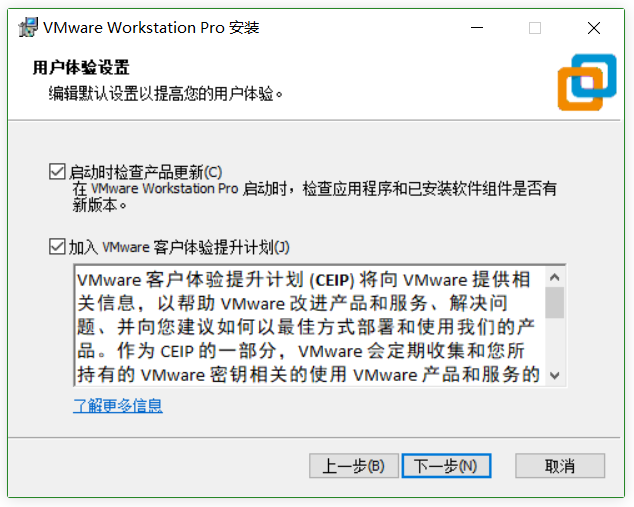 VMware Workstation Pro 安装
用户体验设置
编辑默认设置以提高您的用户体验。
启动时检查产品更新(C)
在 VMware Workstation Pro 启动时，检查应用程序和已安装软件组件是否有
新版本。
加入 VMware 客户体验提升计划(J)
VMware 客户体验提升计划 (CEIP) 将向 VMware 提供相
关信息，以帮助 VMware 改进产品和服务、解决问
题、并向您建议如何以最佳方式部署和使用我们的产
品。作为 CEIP 的一部分，VMware 会定期收集和您所
持有的 VMware 密钥相关的使用 VMware 产品和服务的
了解更多信息
上一步(B)
下一步(N)
取消